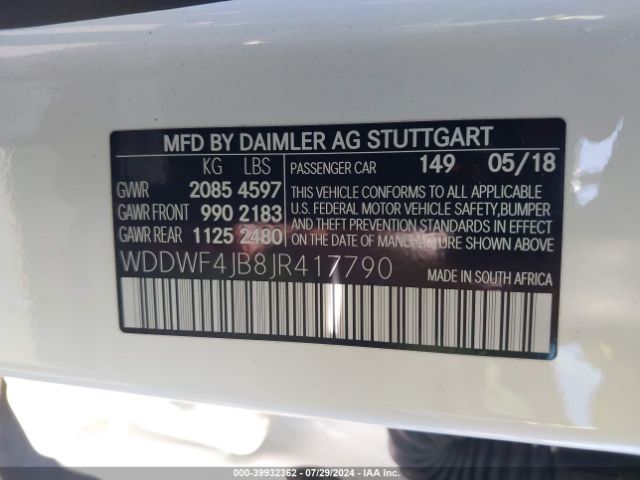 MFD BY DAIMLER AG STUTTGART
KG LBS
GVWR 2085 4597
GAWR FRONT 990 2183
GAWR REAR 1125 2480
PASSENGER CAR 149 05/18
THIS VEHICLE CONFORMS TO ALL APPLICABLE
U.S. FEDERAL MOTOR VEHICLE SAFETY, BUMPER
AND THEFT PREVENTION STANDARDS IN EFFECT
ON THE DATE OF MANUFACTURE SHOWN ABOVE
WDDWF4JB8JR417790 MADE IN SOUTH AFRICA
000-39932362 / 07/29/2024 / IAAI.COM